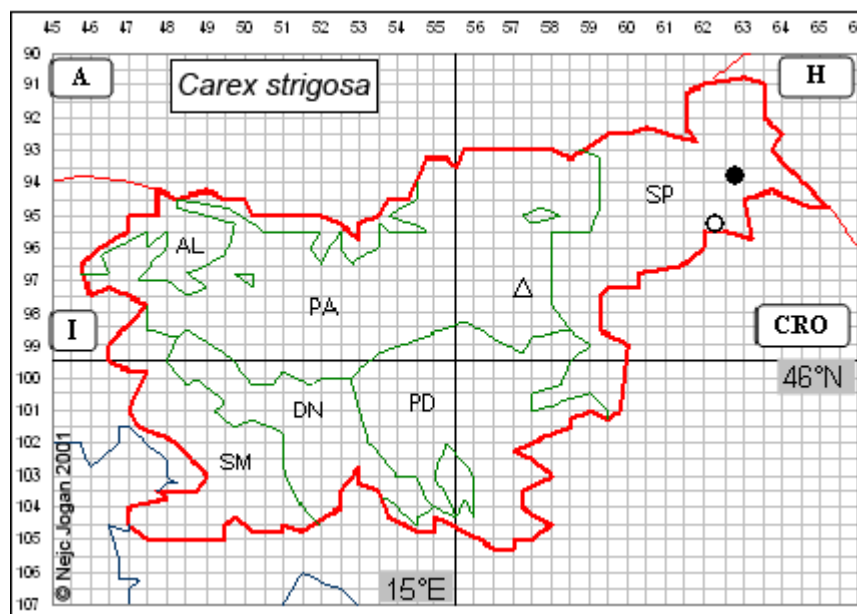 45 46 47 48 49 50 51 52 53 54 55 56 57 58 59 60 61 62 63 64 65 66
90
91
92
93
94
95
96
97
98
99
100
101
102
103
104
105
106
107
A
Carex strigosa
H
SP
AL
PA
I
CRO
46°N
DN
PD
SM
15°E
© Nejc Jogan 2001